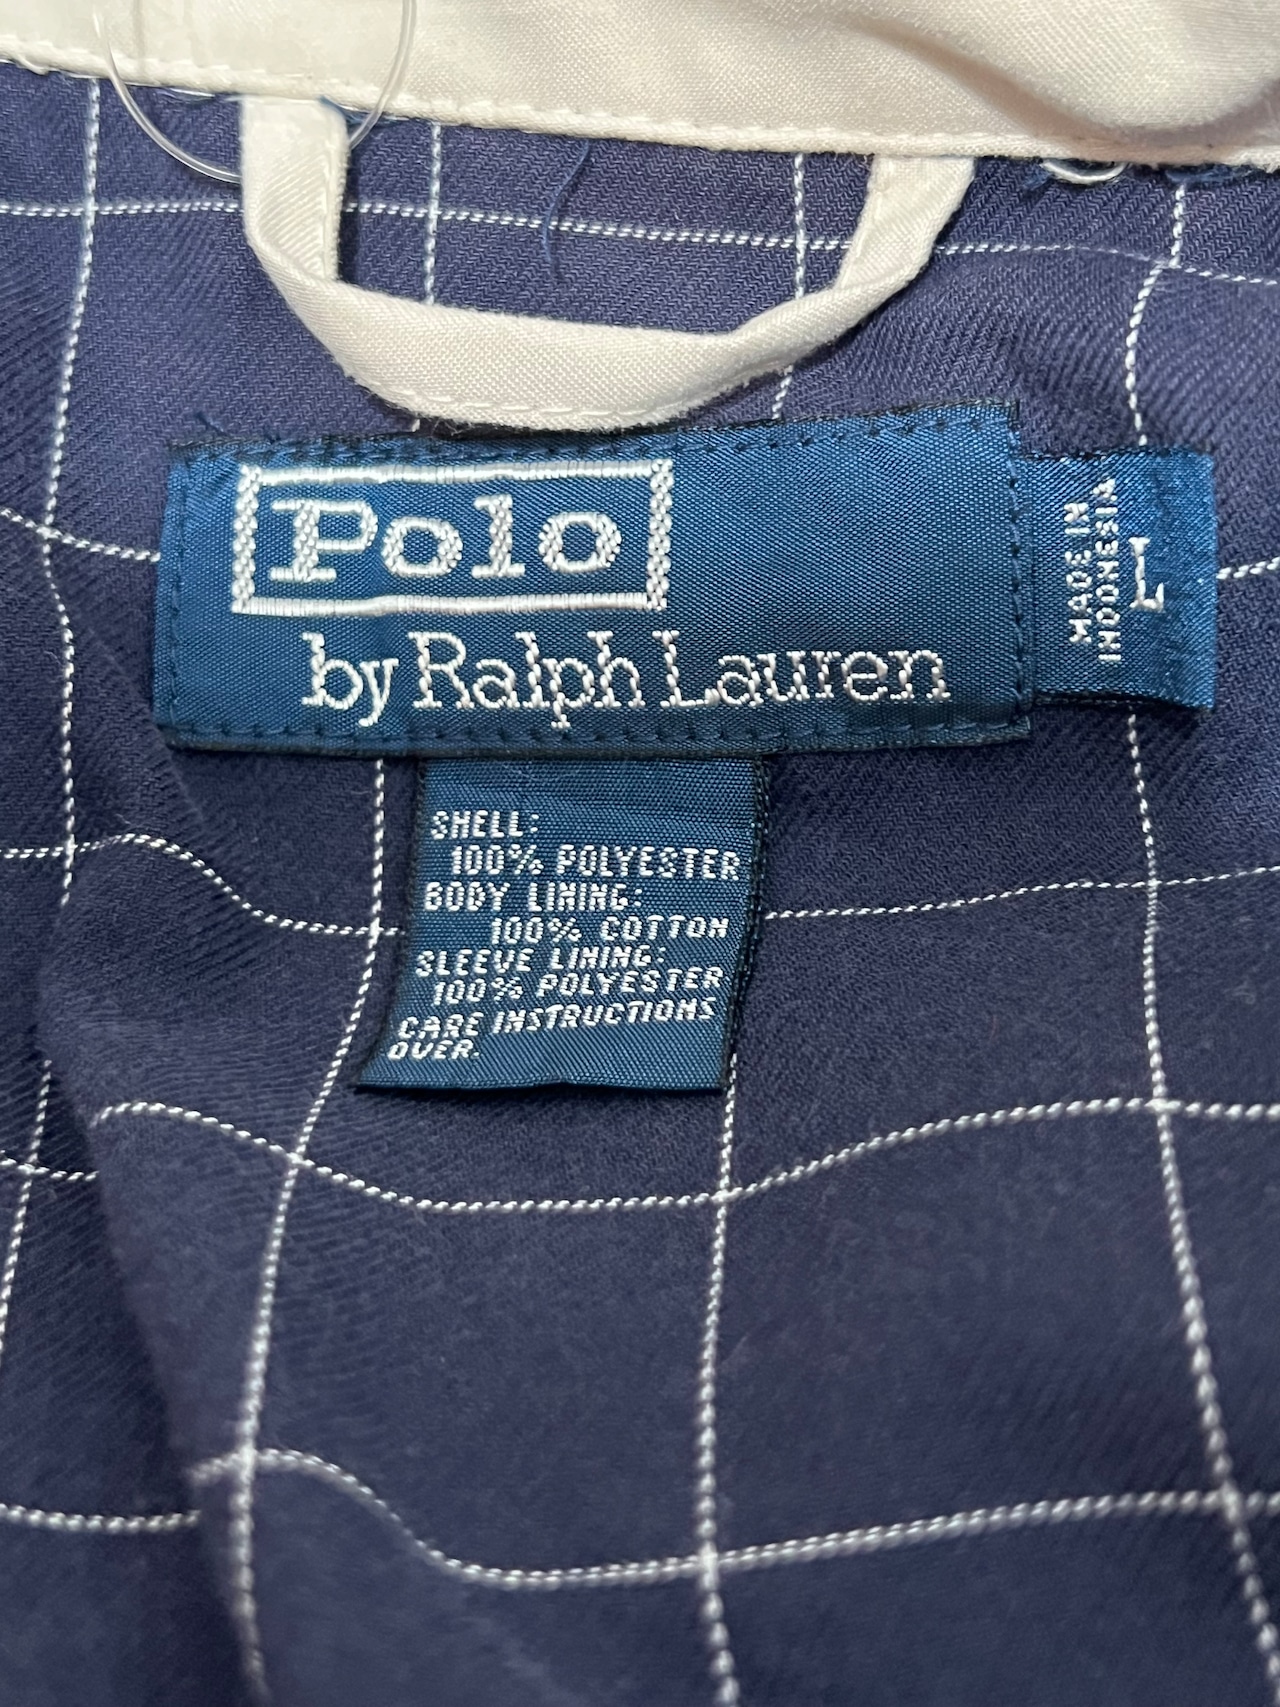 Polo
by Ralph Lauren
MADE IN
INDONESIA
L
SHELL:
100% POLYESTER
BODY LINING:
100% COTTON
SLEEVE LINING:
100% POLYESTER
CARE INSTRUCTIONS
OVER.